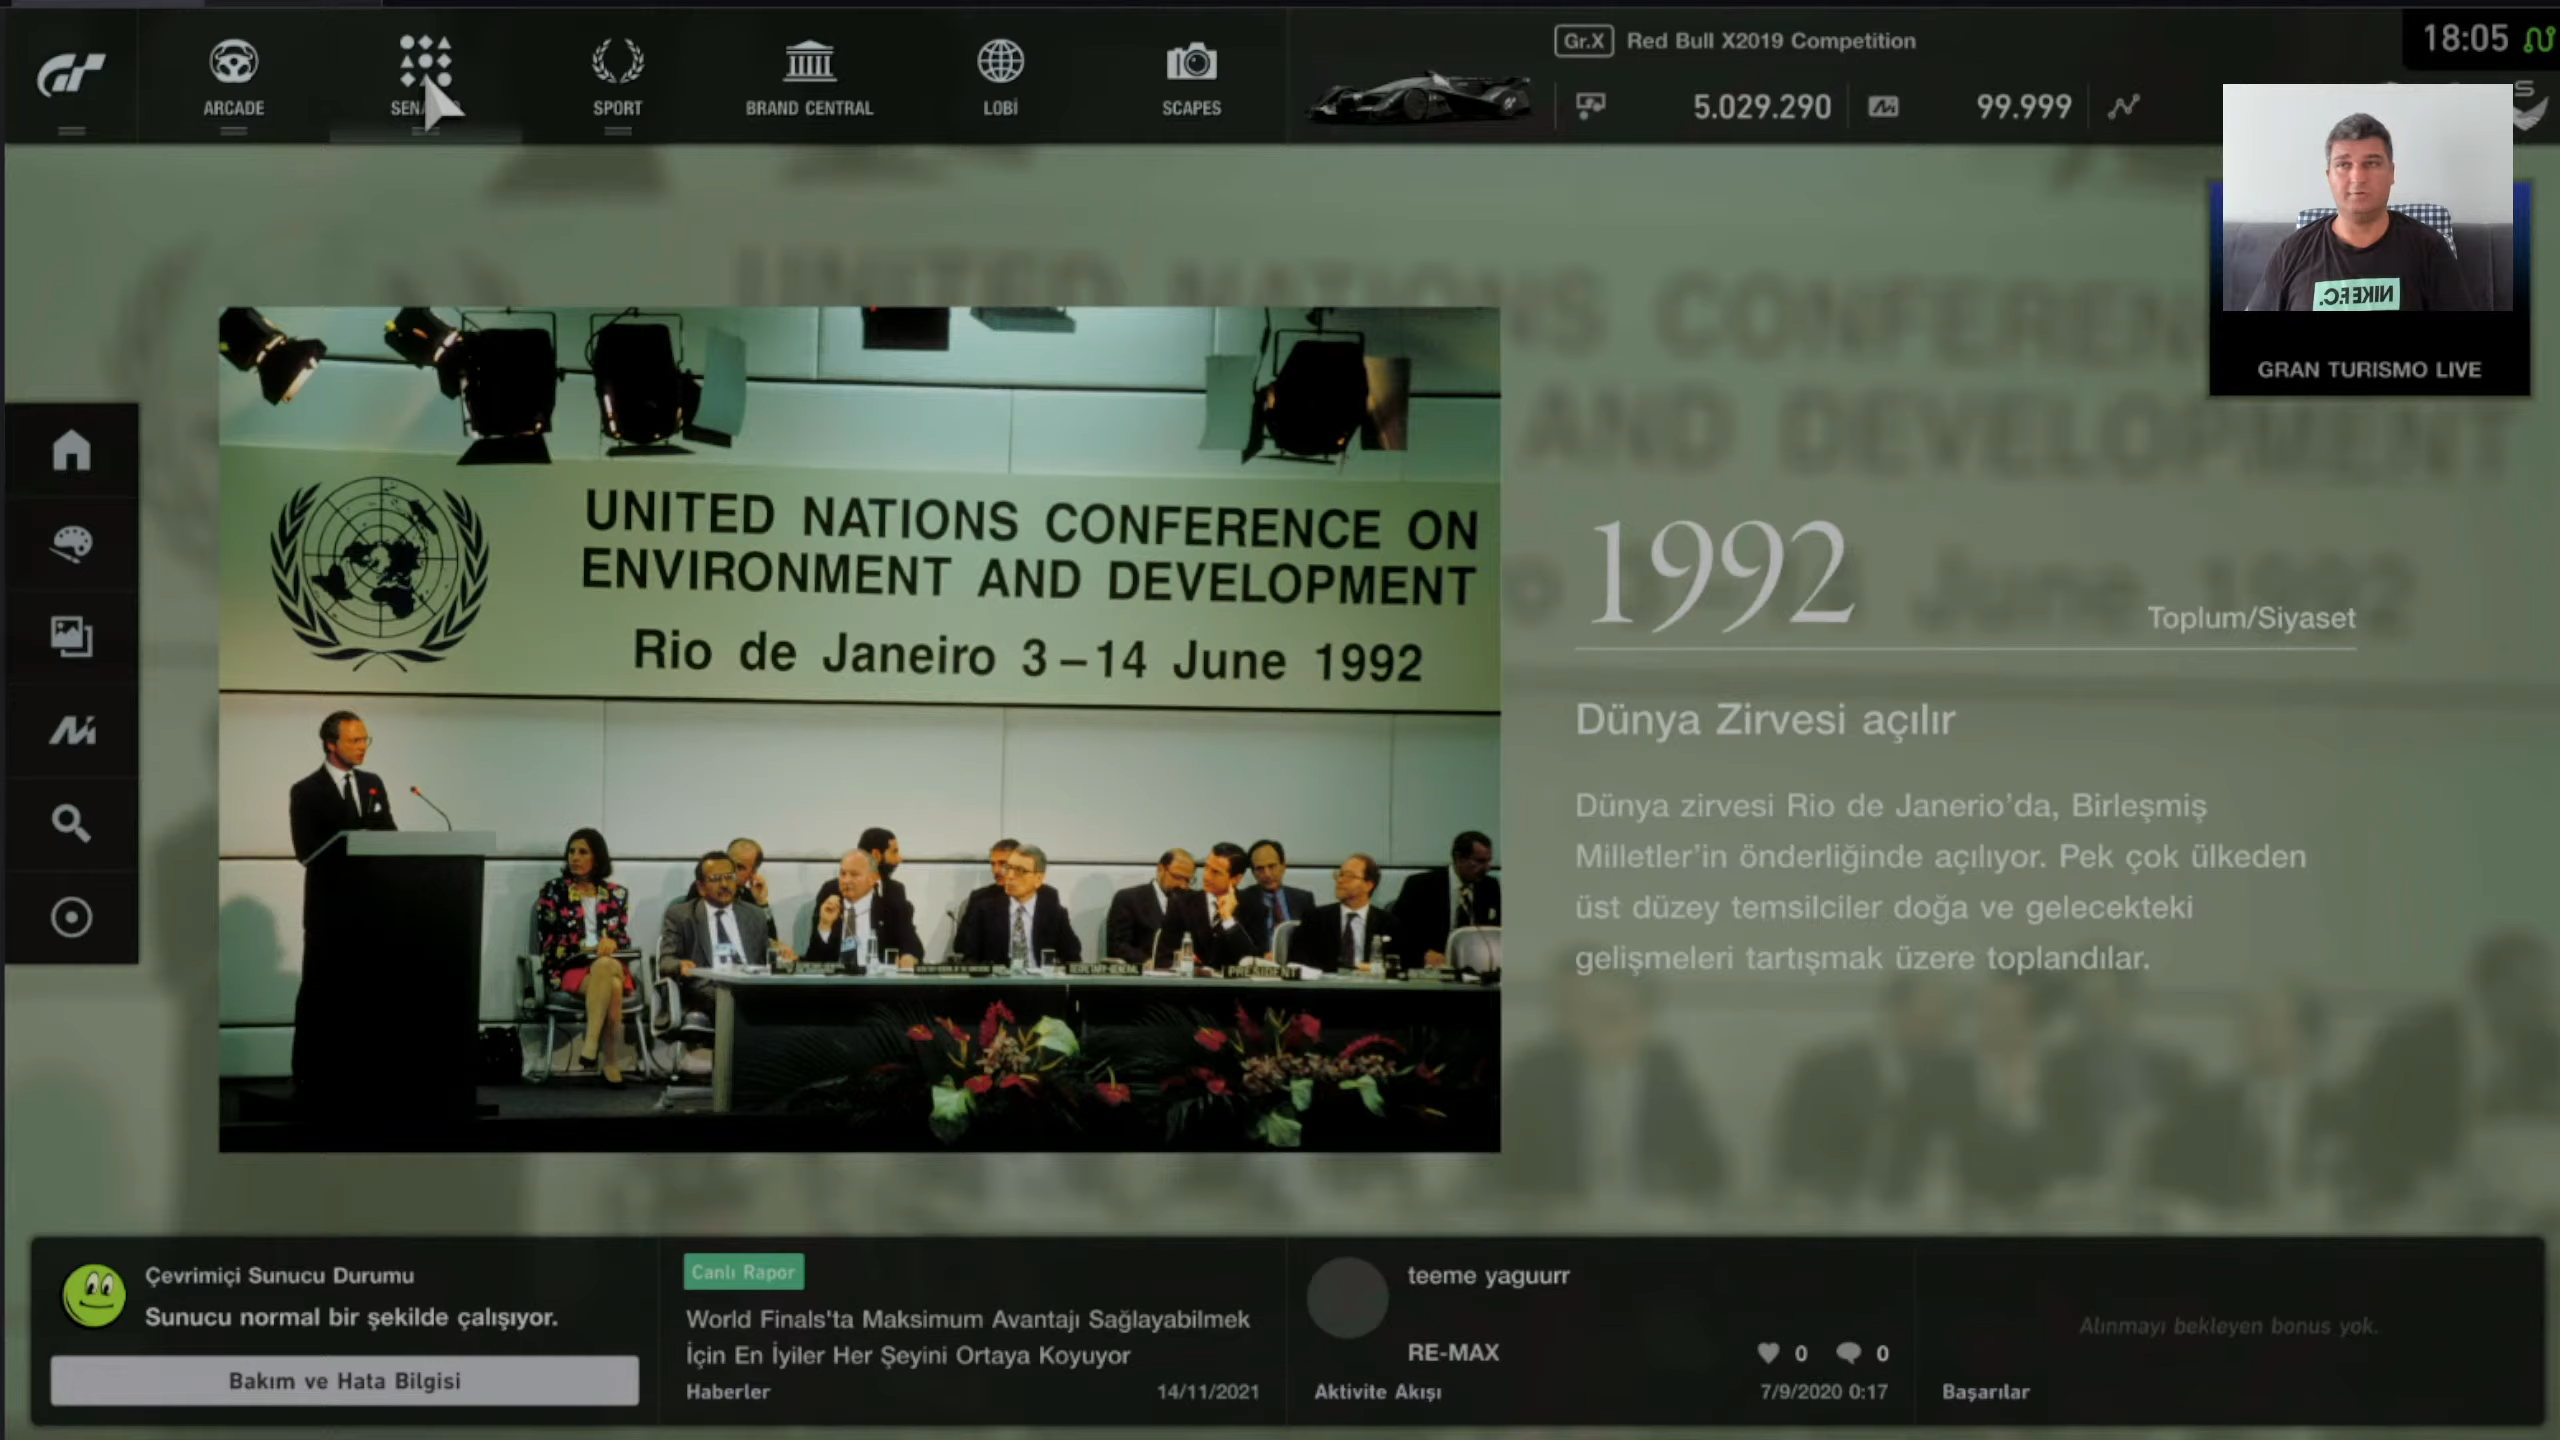 ARCADE
SPORT
BRAND CENTRAL
LOBİ
SCAPES
Gr.X Red Bull X2019 Competition
5.029.290
99.999
18:05
NIKE F.C.
GRAN TURISMO LIVE
UNITED NATIONS CONFERENCE ON
ENVIRONMENT AND DEVELOPMENT
Rio de Janeiro 3–14 June 1992
PRESIDENT
1992
Toplum/Siyaset
Dünya Zirvesi açılır
Dünya zirvesi Rio de Janerio’da, Birleşmiş
Milletler’in önderliğinde açılıyor. Pek çok ülkeden
üst düzey temsilciler doğa ve gelecekteki
gelişmeleri tartışmak üzere toplandılar.
Çevrimiçi Sunucu Durumu
Sunucu normal bir şekilde çalışıyor.
Bakım ve Hata Bilgisi
Canlı Rapor
World Finals'ta Maksimum Avantajı Sağlayabilmek
İçin En İyiler Her Şeyini Ortaya Koyuyor
Haberler 14/11/2021
teeme yaguurr
RE-MAX
0 0
Aktivite Akışı 7/9/2020 0:17
Alınmayı bekleyen bonus yok.
Başarılar